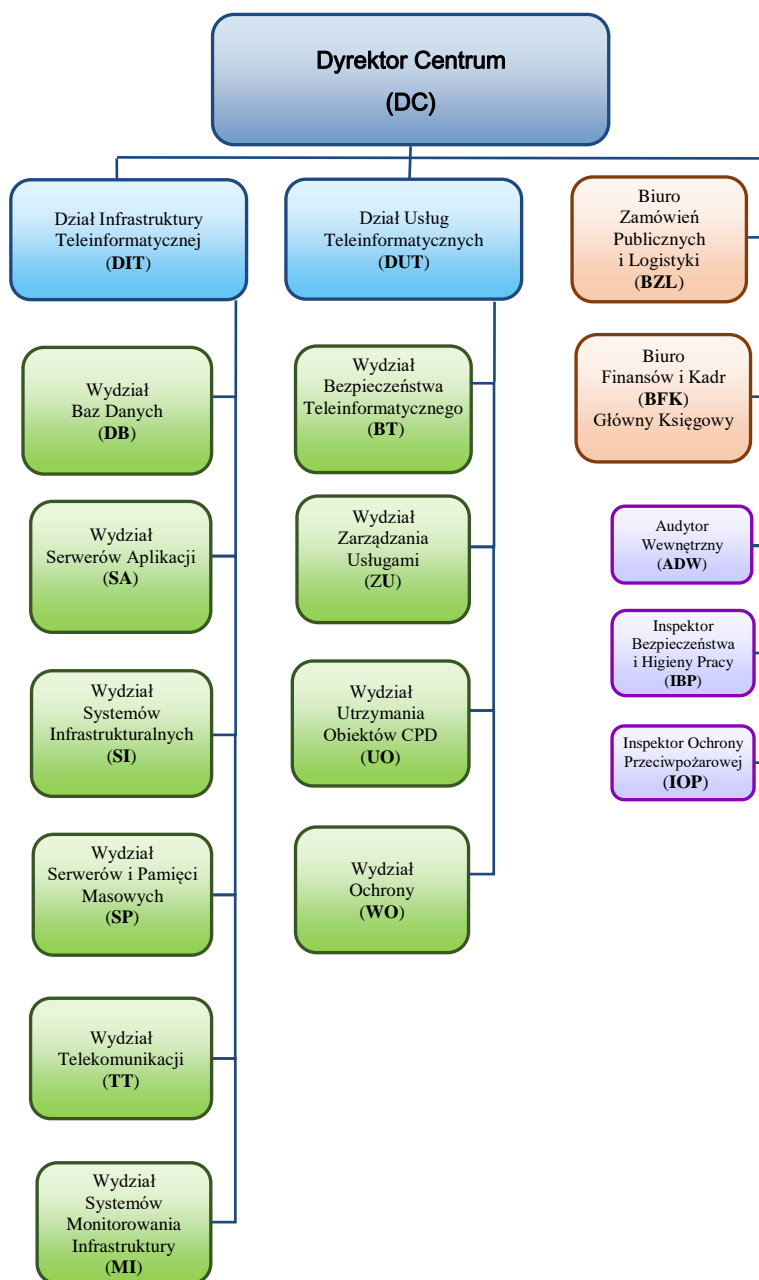 Dyrektor Centrum
(DC)
Dział Infrastruktury
Teleinformatycznej
(DIT)
Dział Usług
Teleinformatycznych
(DUT)
Biuro
Zamówień
Publicznych
i Logistyki
(BZL)
Wydział
Baz Danych
(DB)
Wydział
Bezpieczeństwa
Teleinformatycznego
(BT)
Biuro
Finansów i Kadr
(BFK)
Główny Księgowy
Wydział
Serwerów Aplikacji
(SA)
Wydział
Zarządzania
Usługami
(ZU)
Audytor
Wewnętrzny
(ADW)
Inspektor
Bezpieczeństwa
i Higieny Pracy
(IBP)
Wydział
Systemów
Infrastrukturalnych
(SI)
Wydział
Utrzymania
Obiektów CPD
(UO)
Inspektor Ochrony
Przeciwpożarowej
(IOP)
Wydział
Serwerów i Pamięci
Masowych
(SP)
Wydział
Ochrony
(WO)
Wydział
Telekomunikacji
(TT)
Wydział
Systemów
Monitorowania
Infrastruktury
(MI)